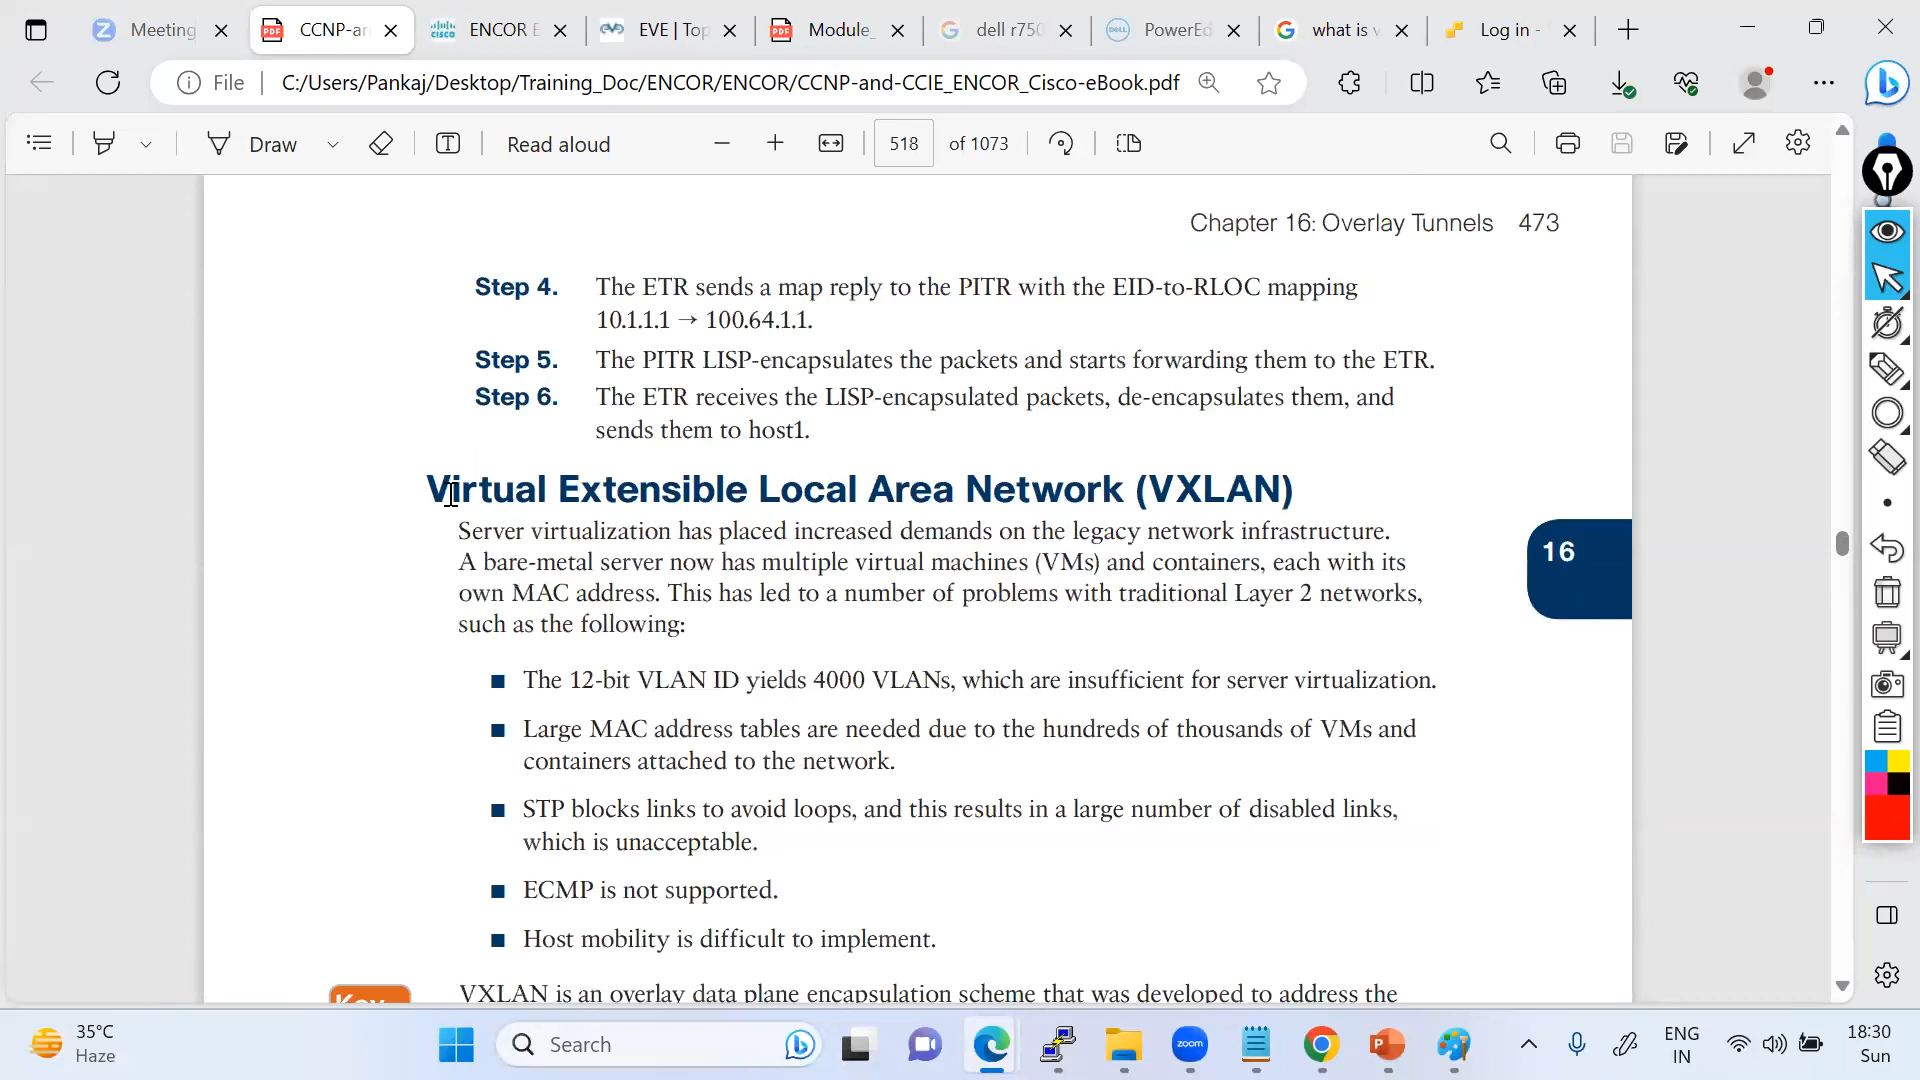 Meeting
CCNP-an
ENCOR E
EVE | Top
Module_
dell r750
PowerEd
what is v
Log in -
File
C:/Users/Pankaj/Desktop/Training_Doc/ENCOR/ENCOR/CCNP-and-CCIE_ENCOR_Cisco-eBook.pdf
Draw
Read aloud
518 of 1073
Chapter 16: Overlay Tunnels 473
Step 4. The ETR sends a map reply to the PITR with the EID-to-RLOC mapping
10.1.1.1 → 100.64.1.1.
Step 5. The PITR LISP-encapsulates the packets and starts forwarding them to the ETR.
Step 6. The ETR receives the LISP-encapsulated packets, de-encapsulates them, and
sends them to host1.
Virtual Extensible Local Area Network (VXLAN)
Server virtualization has placed increased demands on the legacy network infrastructure.
A bare-metal server now has multiple virtual machines (VMs) and containers, each with its
own MAC address. This has led to a number of problems with traditional Layer 2 networks,
such as the following:
16
■ The 12-bit VLAN ID yields 4000 VLANs, which are insufficient for server virtualization.
■ Large MAC address tables are needed due to the hundreds of thousands of VMs and
containers attached to the network.
■ STP blocks links to avoid loops, and this results in a large number of disabled links,
which is unacceptable.
■ ECMP is not supported.
■ Host mobility is difficult to implement.
Key
VXLAN is an overlay data plane encapsulation scheme that was developed to address the
35°C
Haze
Search
zoom
ENG
IN
18:30
Sun